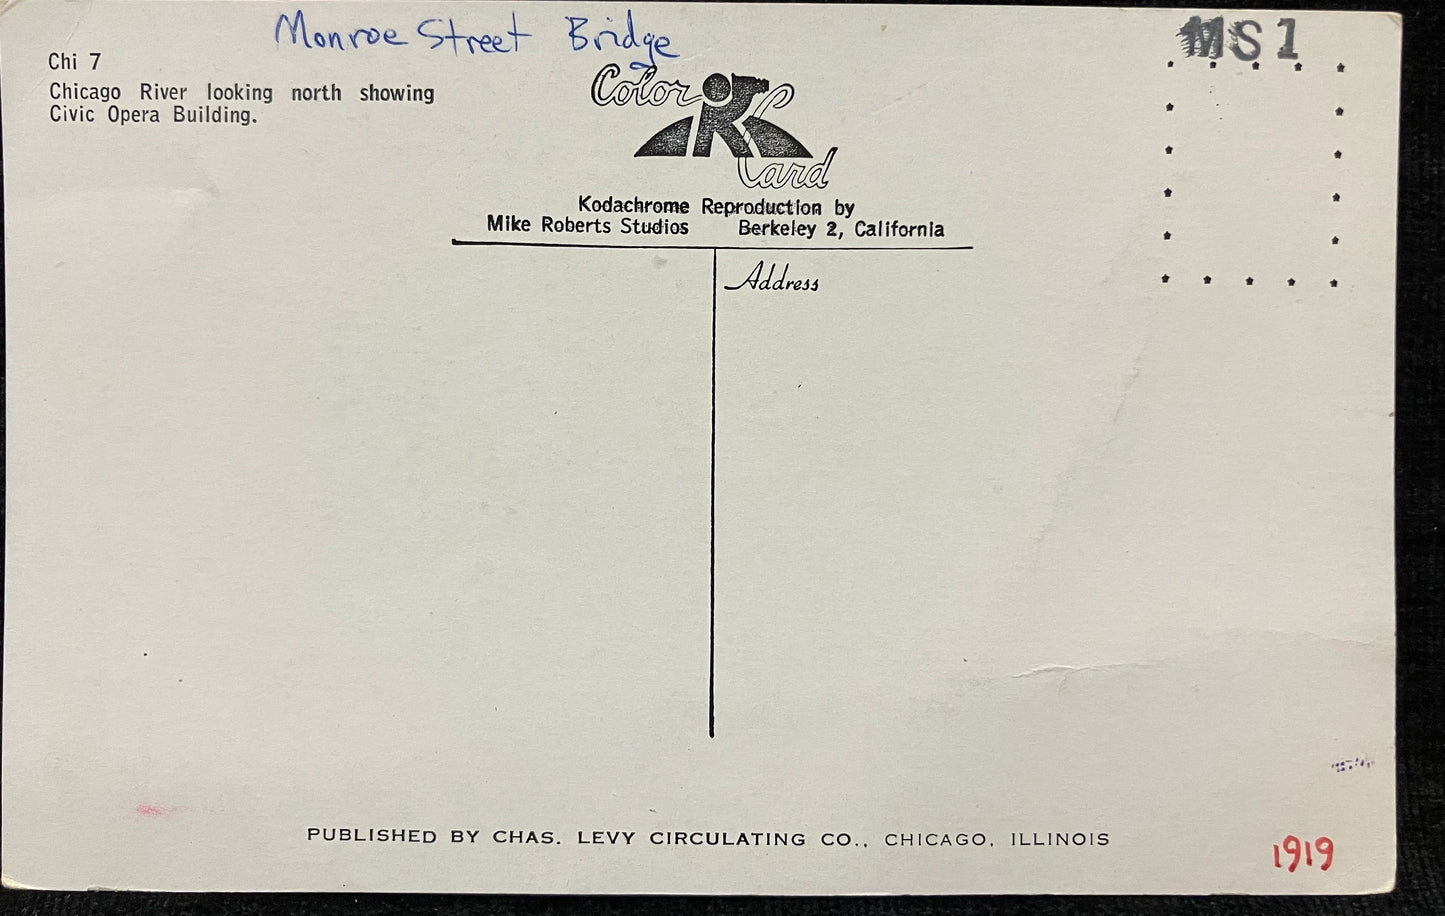 Monroe Street Bridge
MS1
Chi 7
Chicago River looking north showing
Civic Opera Building.
Color
Card
Kodachrome Reproduction by
Mike Roberts Studios Berkeley 2, California
Address
PUBLISHED BY CHAS. LEVY CIRCULATING CO., CHICAGO, ILLINOIS
1919